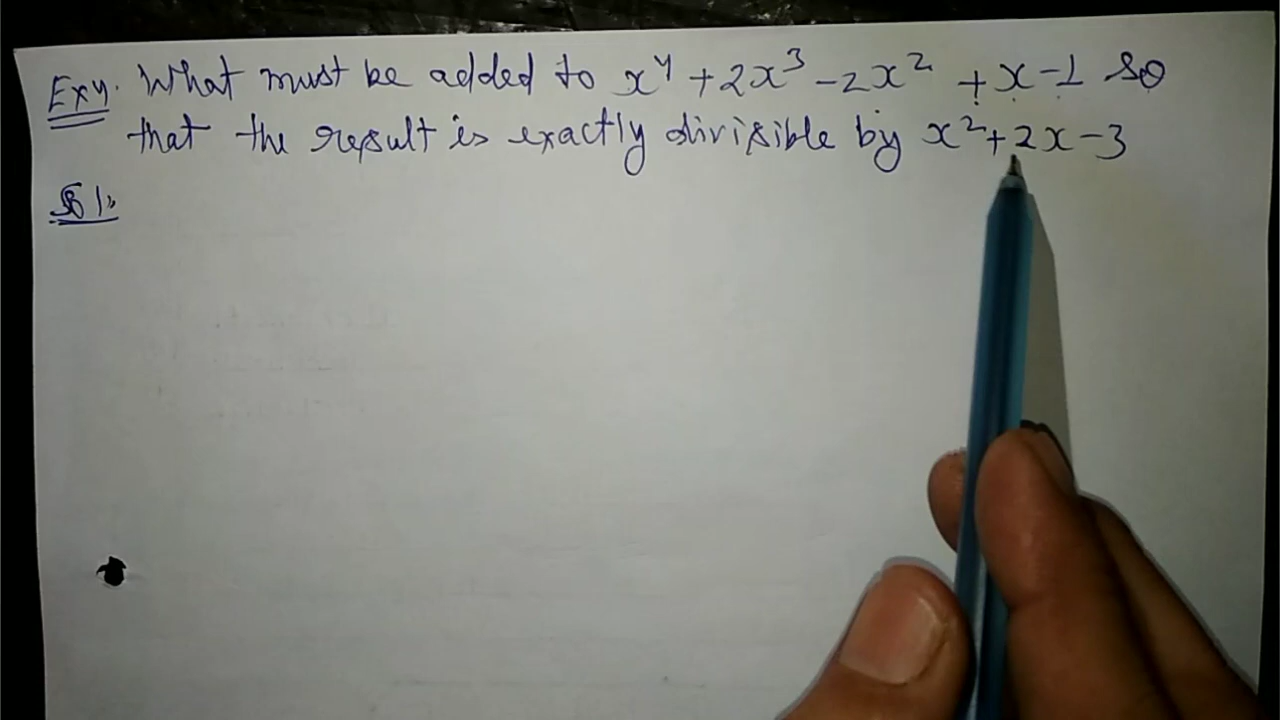 Ex4. What must be added to x⁴ + 2x³ - 2x² + x - 1 so
that the result is exactly divisible by x² + 2x - 3
Sol: